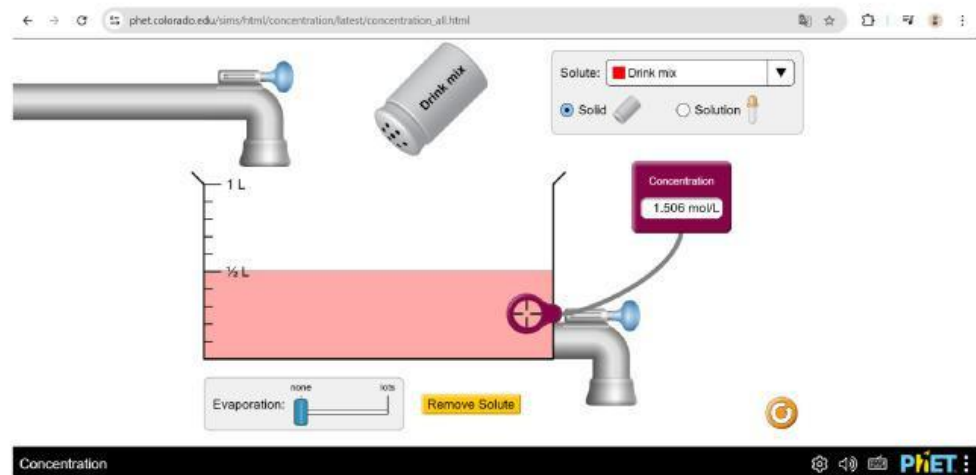 phet.colorado.edu/sims/html/concentration/latest/concentration_all.html
Drink mix
Solute: Drink mix
Solid
Solution
1 L
Concentration
1.506 mol/L
½ L
none
lots
Evaporation:
Remove Solute
Concentration
PhET